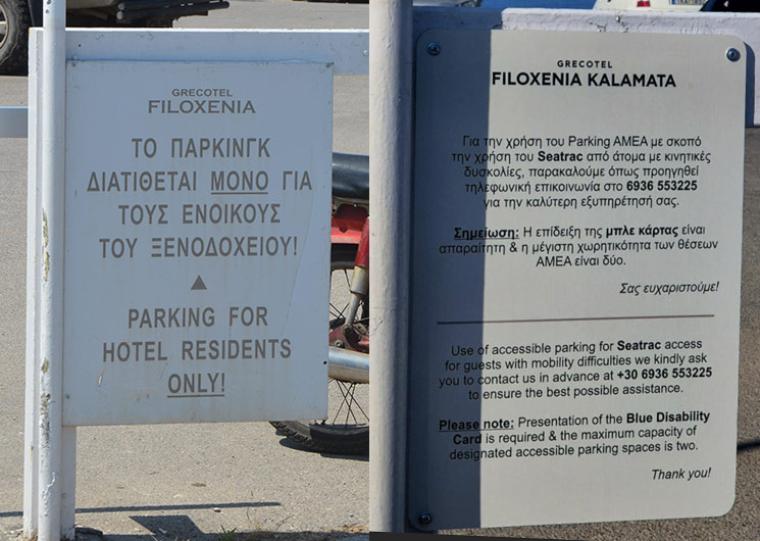 GRECOTEL
FILOXENIA
ΤΟ ΠΑΡΚΙΝΓΚ
ΔΙΑΤΙΘΕΤΑΙ ΜΟΝΟ ΓΙΑ
ΤΟΥΣ ΕΝΟΙΚΟΥΣ
ΤΟΥ ΞΕΝΟΔΟΧΕΙΟΥ!
▲
PARKING FOR
HOTEL RESIDENTS
ONLY!
GRECOTEL
FILOXENIA KALAMATA
Για την χρήση του Parking ΑΜΕΑ με σκοπό
την χρήση του Seatrac από άτομα με κινητικές
δυσκολίες, παρακαλούμε όπως προηγηθεί
τηλεφωνική επικοινωνία στο 6936 553225
για την καλύτερη εξυπηρέτησή σας.
Σημείωση: Η επίδειξη της μπλε κάρτας είναι
απαραίτητη & η μέγιστη χωρητικότητα των θέσεων
ΑΜΕΑ είναι δύο.
Σας ευχαριστούμε!
Use of accessible parking for Seatrac access
for guests with mobility difficulties we kindly ask
you to contact us in advance at +30 6936 553225
to ensure the best possible assistance.
Please note: Presentation of the Blue Disability
Card is required & the maximum capacity of
designated accessible parking spaces is two.
Thank you!